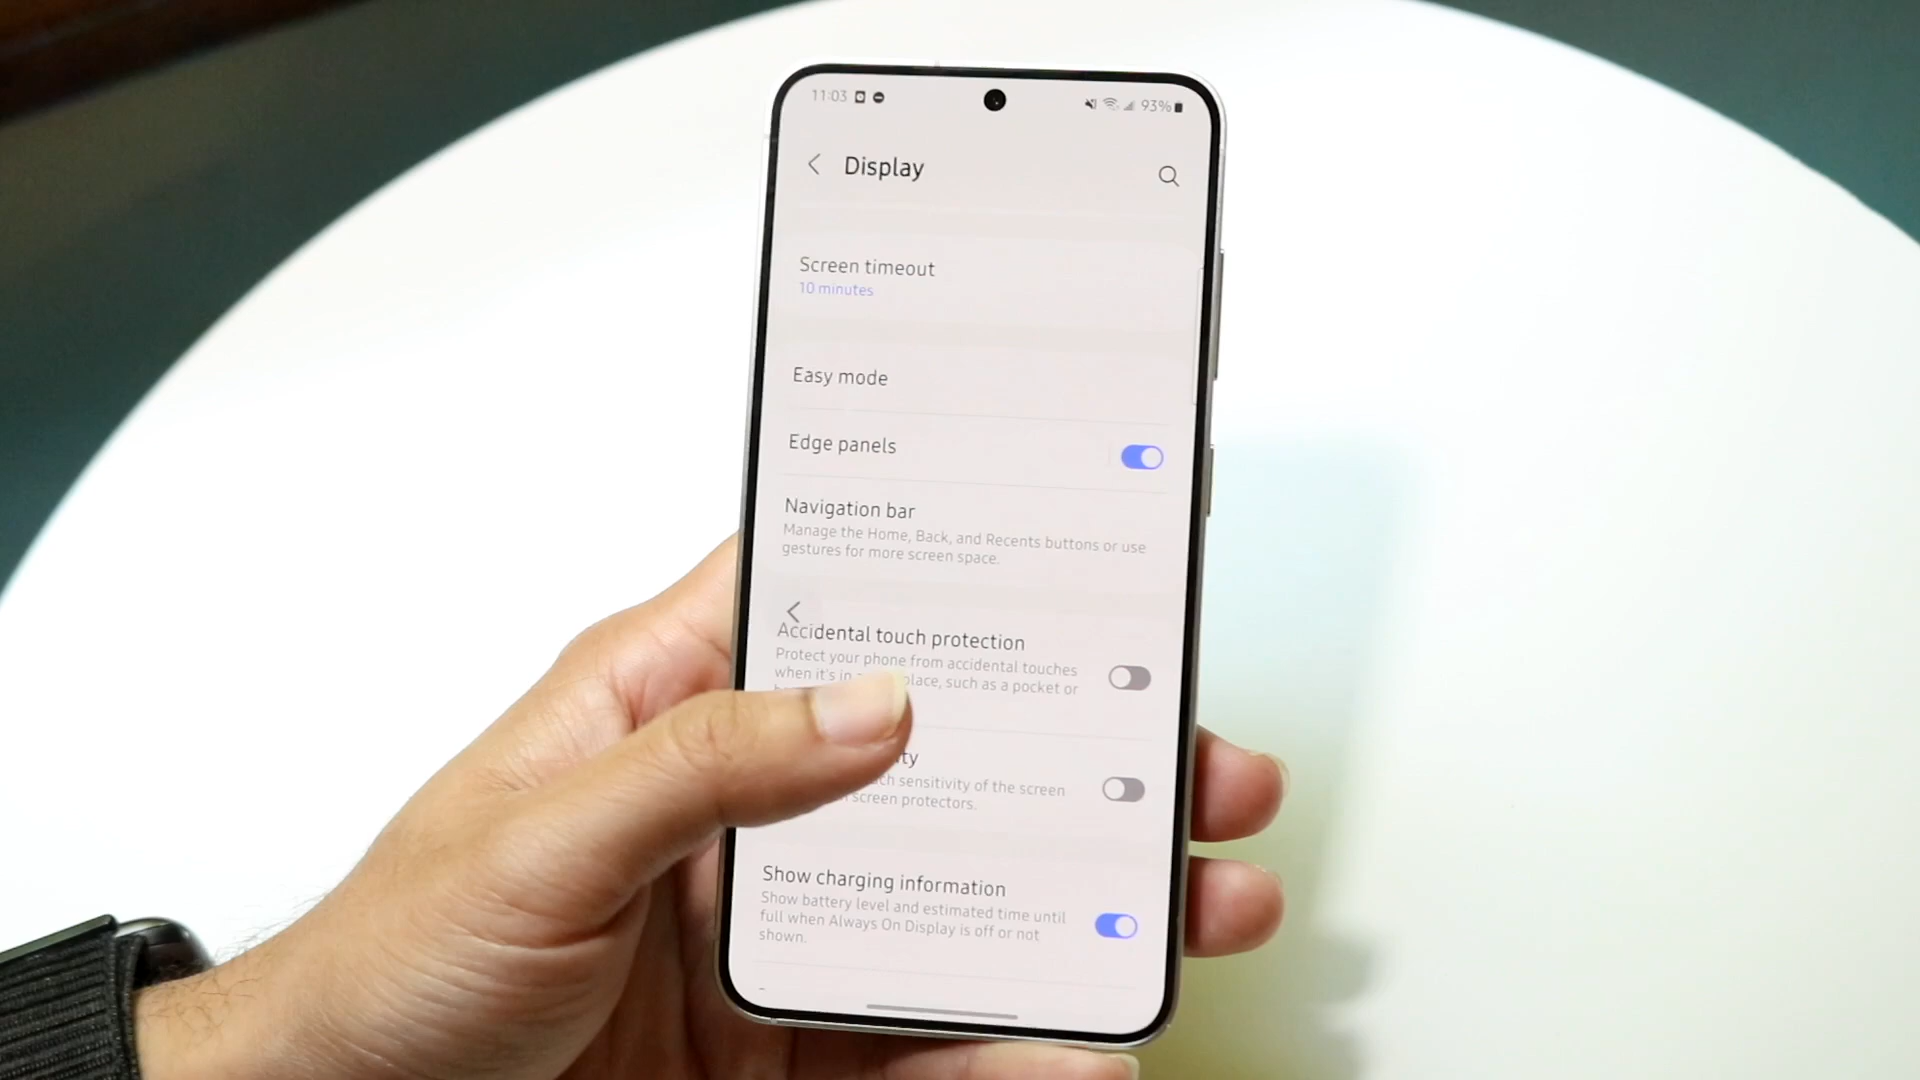 11:03 93%
Display
Screen timeout
10 minutes
Easy mode
Edge panels
Navigation bar
Manage the Home, Back, and Recents buttons or use
gestures for more screen space.
Accidental touch protection
Protect your phone from accidental touches
when it's in a place, such as a pocket or
sensitivity of the screen
screen protectors.
Show charging information
Show battery level and estimated time until
full when Always On Display is off or not
shown.